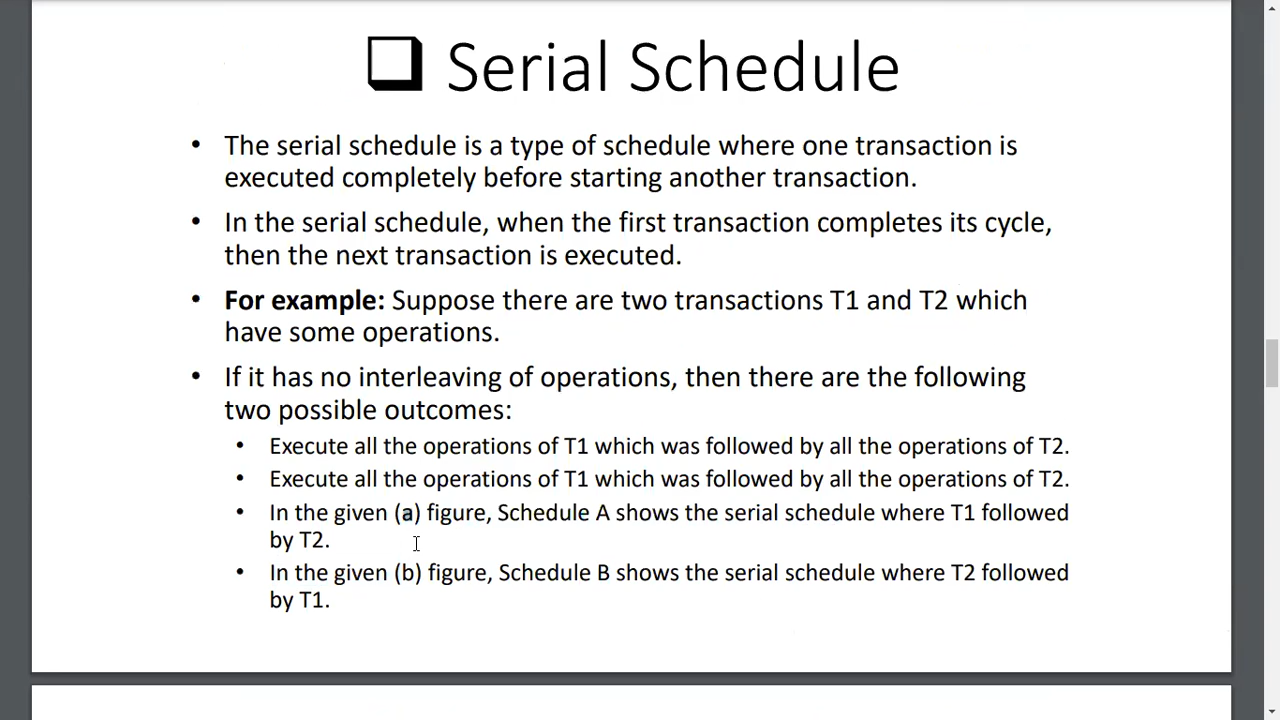 Serial Schedule
• The serial schedule is a type of schedule where one transaction is
executed completely before starting another transaction.
• In the serial schedule, when the first transaction completes its cycle,
then the next transaction is executed.
• For example: Suppose there are two transactions T1 and T2 which
have some operations.
• If it has no interleaving of operations, then there are the following
two possible outcomes:
• Execute all the operations of T1 which was followed by all the operations of T2.
• Execute all the operations of T1 which was followed by all the operations of T2.
• In the given (a) figure, Schedule A shows the serial schedule where T1 followed
by T2.
• In the given (b) figure, Schedule B shows the serial schedule where T2 followed
by T1.